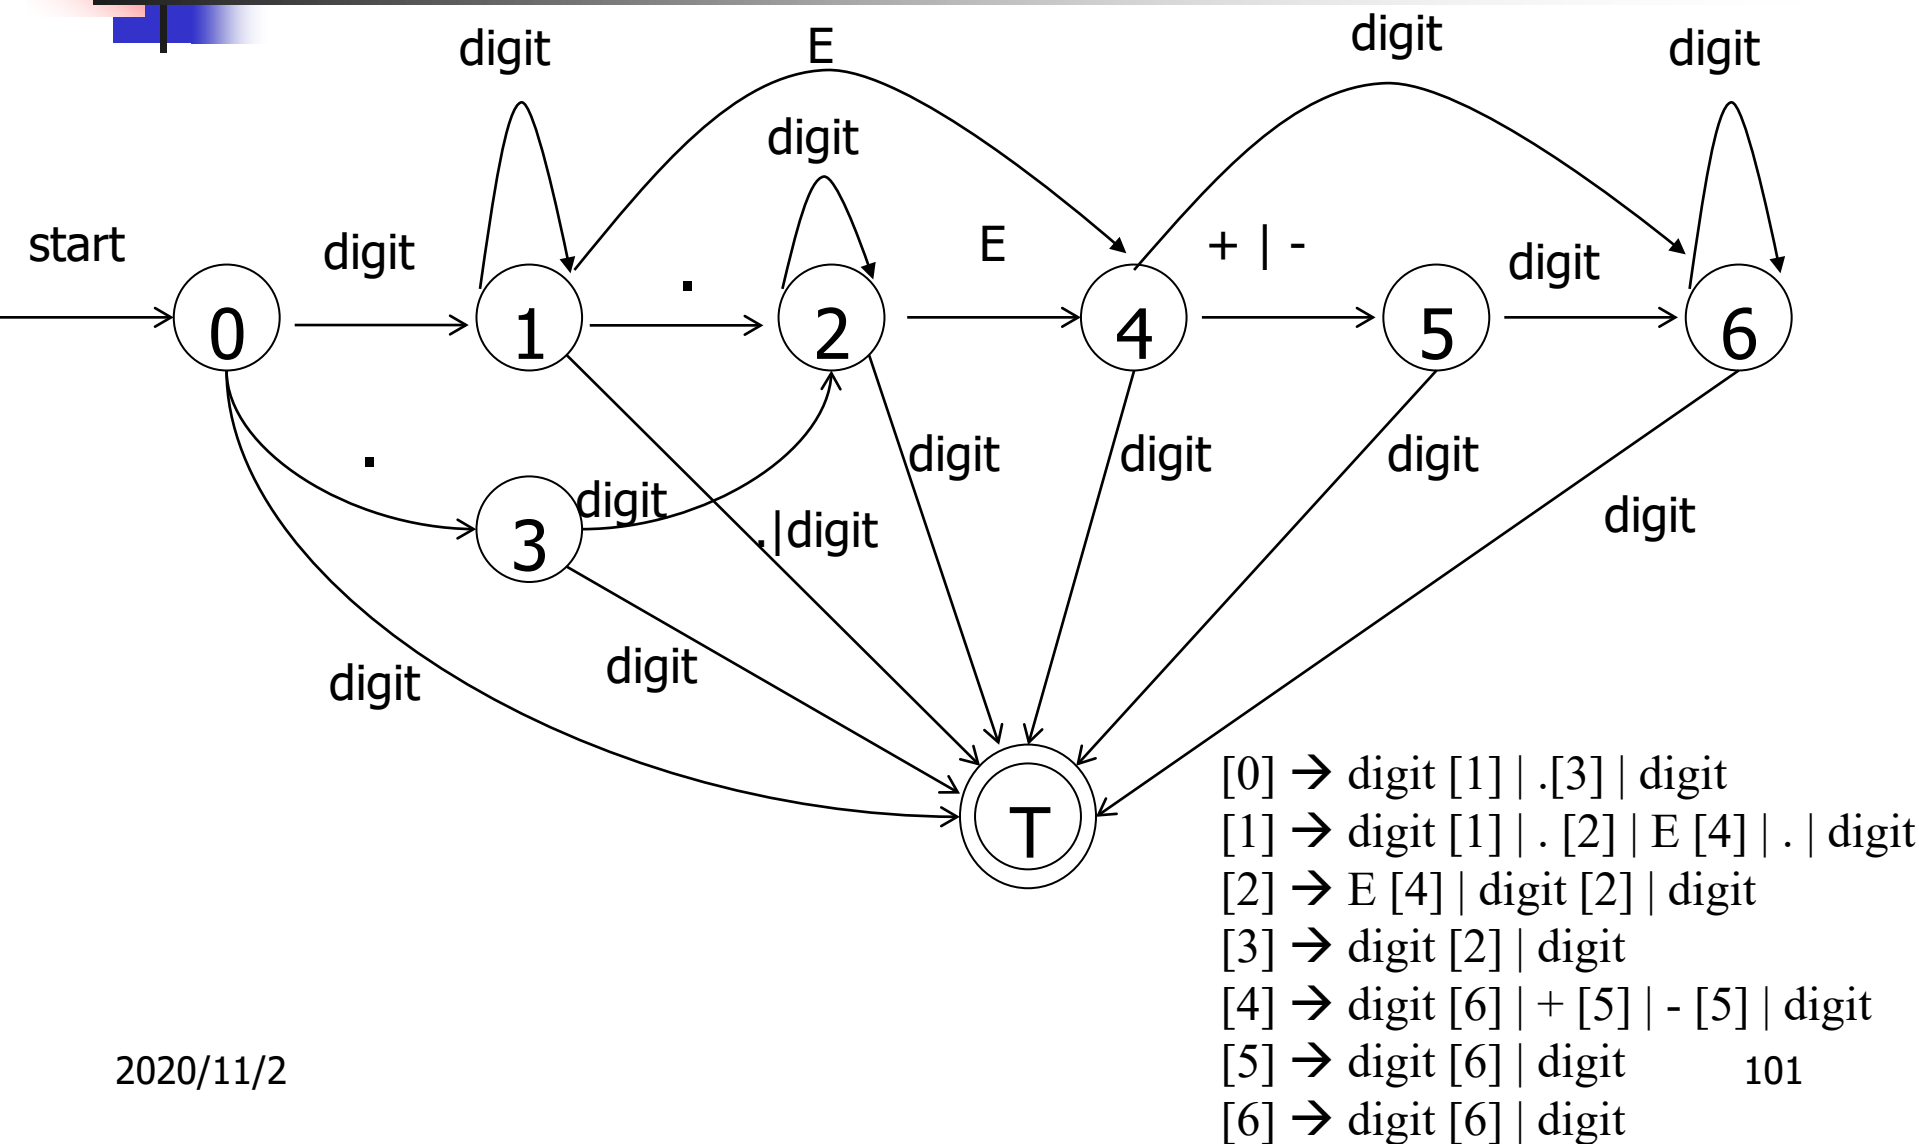 digit
E
digit
digit
digit
start
digit
.
E
+ | -
digit
0
1
2
4
5
6
.
digit
digit
digit
digit
3
.|digit
digit
digit
digit
T
[0] → digit [1] | .[3] | digit
[1] → digit [1] | . [2] | E [4] | . | digit
[2] → E [4] | digit [2] | digit
[3] → digit [2] | digit
[4] → digit [6] | + [5] | - [5] | digit
[5] → digit [6] | digit
[6] → digit [6] | digit
2020/11/2
101